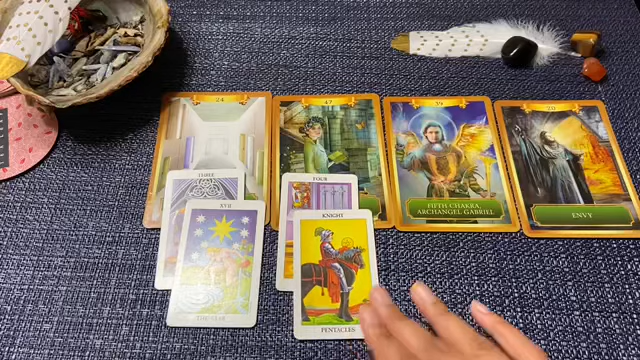 24
47
39
20
FIFTH CHAKRA,
ARCHANGEL GABRIEL
ENVY
THREE
FOUR
XVII
THE STAR
KNIGHT
PENTACLES